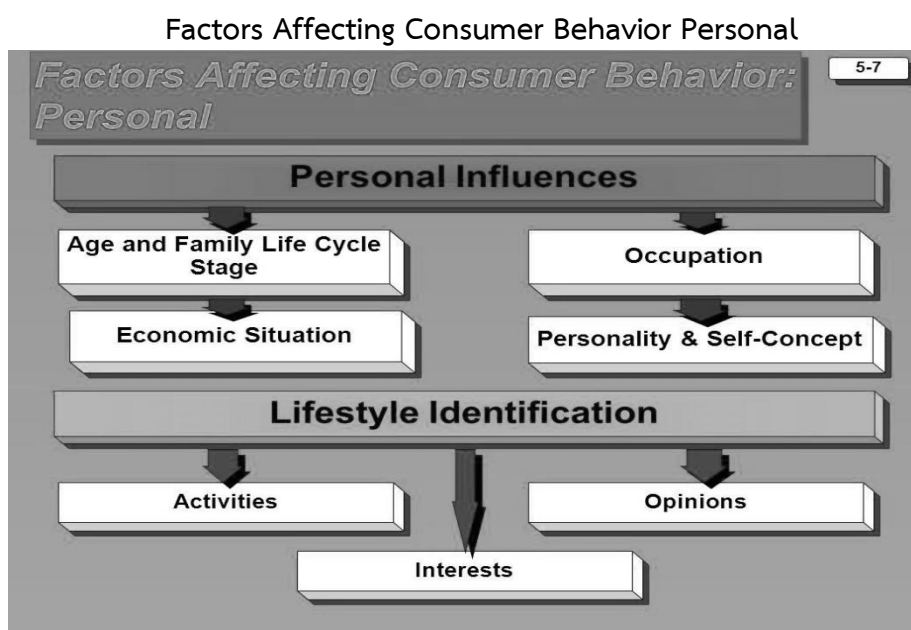 Factors Affecting Consumer Behavior Personal
Factors Affecting Consumer Behavior:
Personal
5-7
Personal Influences
Age and Family Life Cycle
Stage
Occupation
Economic Situation
Personality & Self-Concept
Lifestyle Identification
Activities
Opinions
Interests